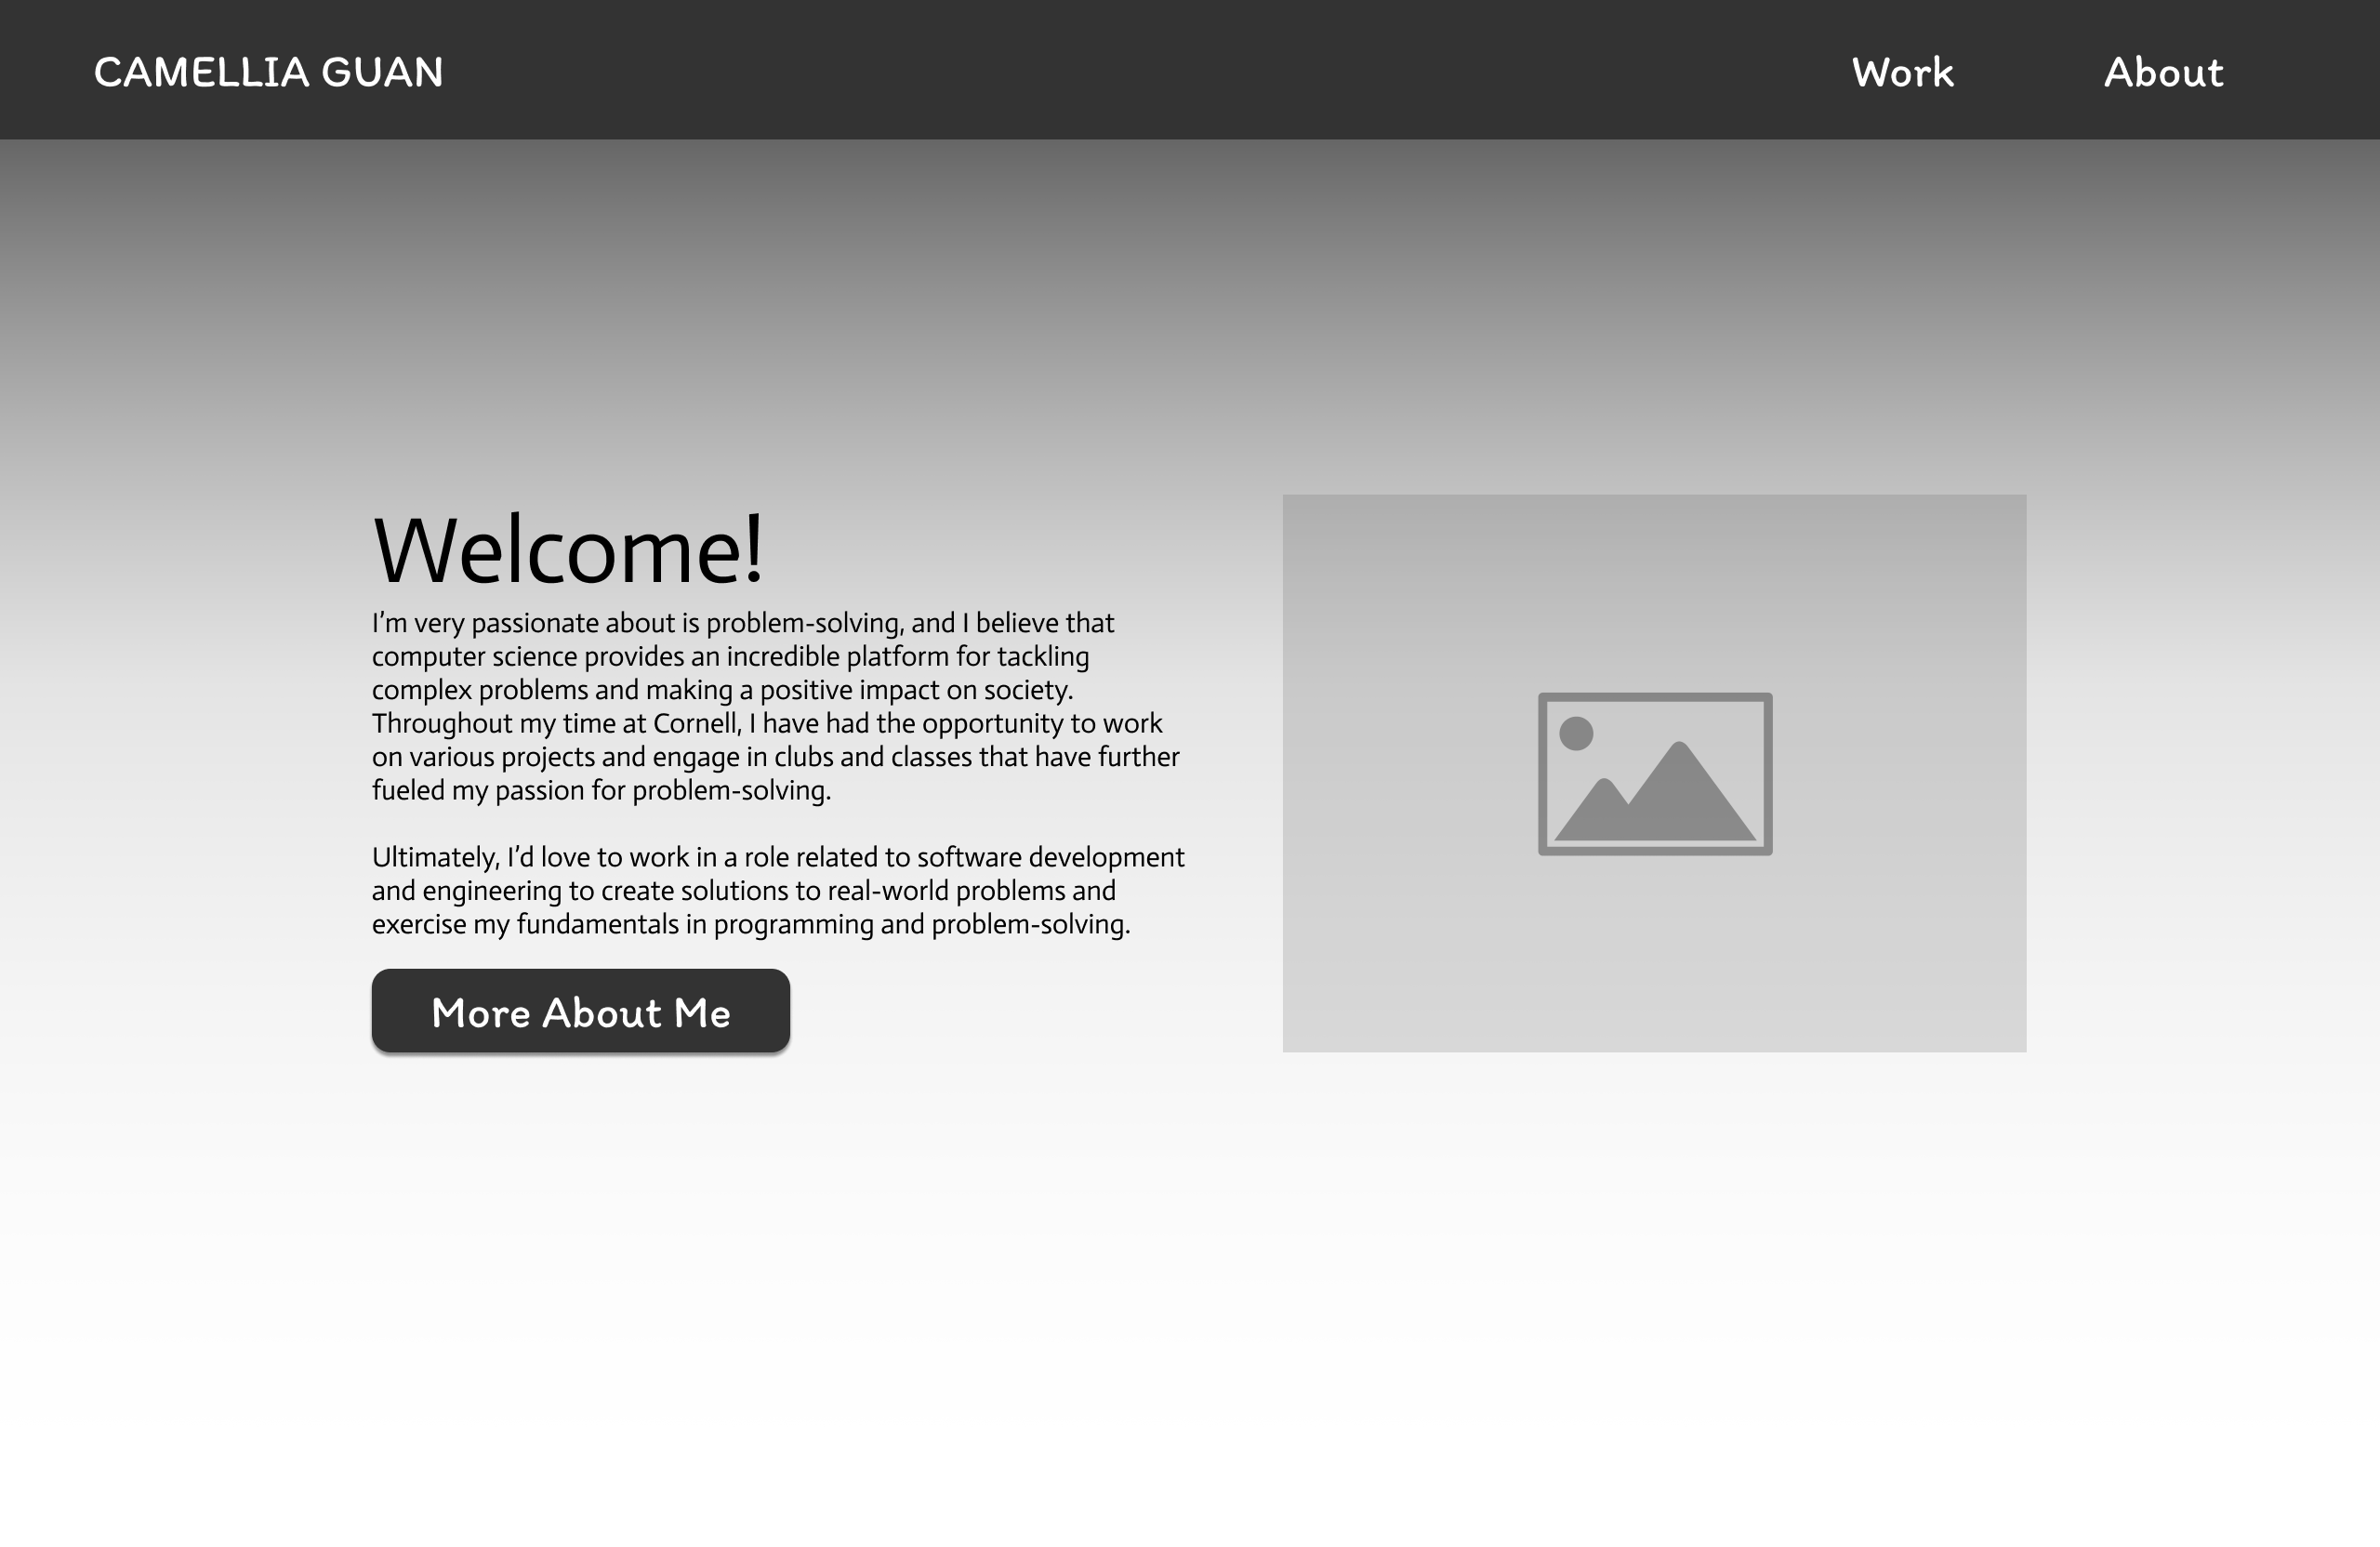 CAMELLIA GUAN
Work
About
Welcome!
I’m very passionate about is problem-solving, and I believe that
computer science provides an incredible platform for tackling
complex problems and making a positive impact on society.
Throughout my time at Cornell, I have had the opportunity to work
on various projects and engage in clubs and classes that have further
fueled my passion for problem-solving.
Ultimately, I’d love to work in a role related to software development
and engineering to create solutions to real-world problems and
exercise my fundamentals in programming and problem-solving.
More About Me